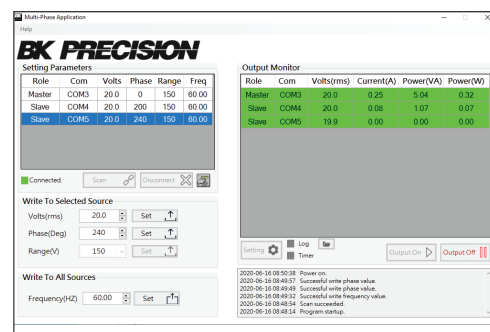 Multi-Phase Application
Help
BK PRECISION
Setting Parameters
Role Com Volts Phase Range Freq
Master COM3 20.0 0 150 60.00
Slave COM4 20.0 200 150 60.00
Slave COM5 20.0 240 150 60.00
Connected. Scan Disconnect
Write To Selected Source
Volts(rms) 20.0 Set
Phase(Deg) 240 Set
Range(V) 150 Set
Write To All Sources
Frequency(HZ) 60.00 Set
Output Monitor
Role Com Volts(rms) Current(A) Power(VA) Power(W)
Master COM3 20.0 0.25 5.04 0.32
Slave COM4 20.0 0.08 1.07 0.07
Slave COM5 19.9 0.00 0.00 0.00
Setting Log Output On Output Off
Timer
2020-06-16 08:50:38 Power on.
2020-06-16 08:49:57 Successful write phase value.
2020-06-16 08:49:49 Successful write phase value.
2020-06-16 08:49:32 Successful write frequency value.
2020-06-16 08:48:54 Scan succeeded.
2020-06-16 08:48:14 Program startup.